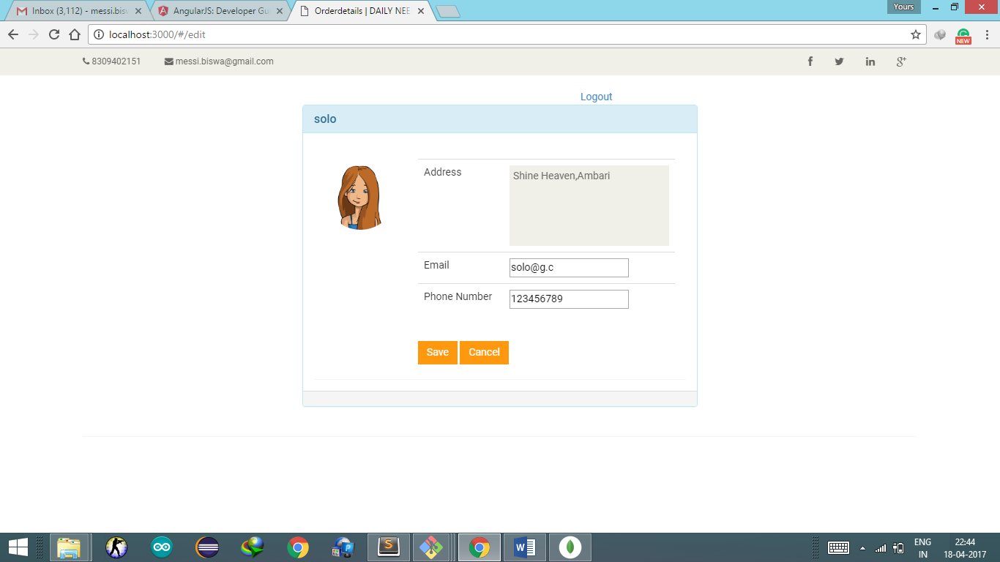 Inbox (3,112) - messi.bisw
AngularJS: Developer Gu
Orderdetails | DAILY NEE
Yours
localhost:3000/#/edit
NEW
8309402151
messi.biswa@gmail.com
f
in
g+
Logout
solo
Address
Shine Heaven,Ambari
Email
solo@g.c
Phone Number
123456789
Save
Cancel
S
P
W
ENG
IN
22:44
18-04-2017